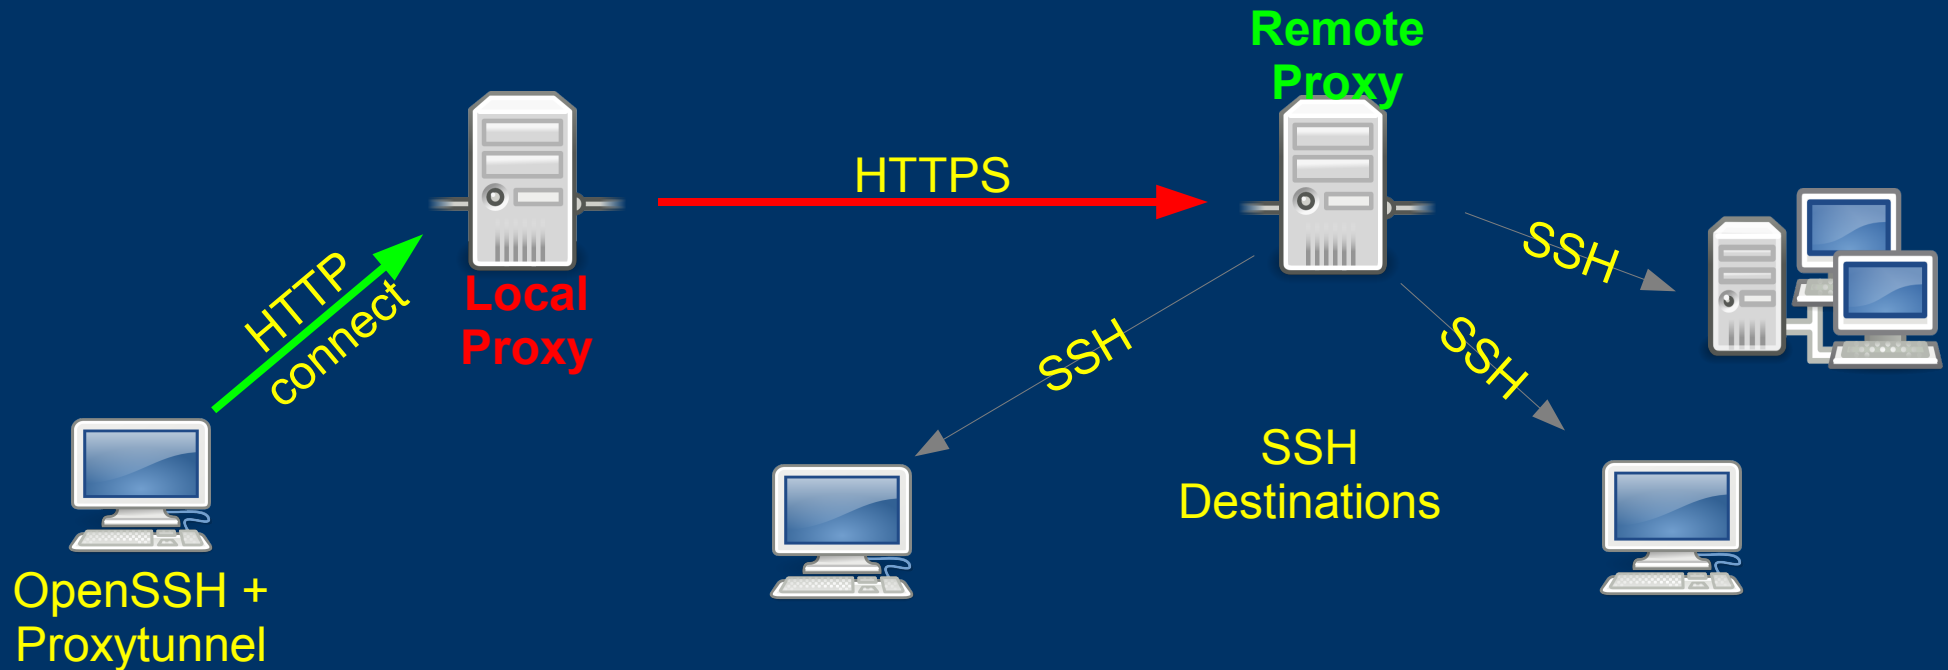 Remote
Proxy
HTTPS
HTTP
connect
Local
Proxy
SSH
SSH
SSH
SSH
Destinations
OpenSSH +
Proxytunnel